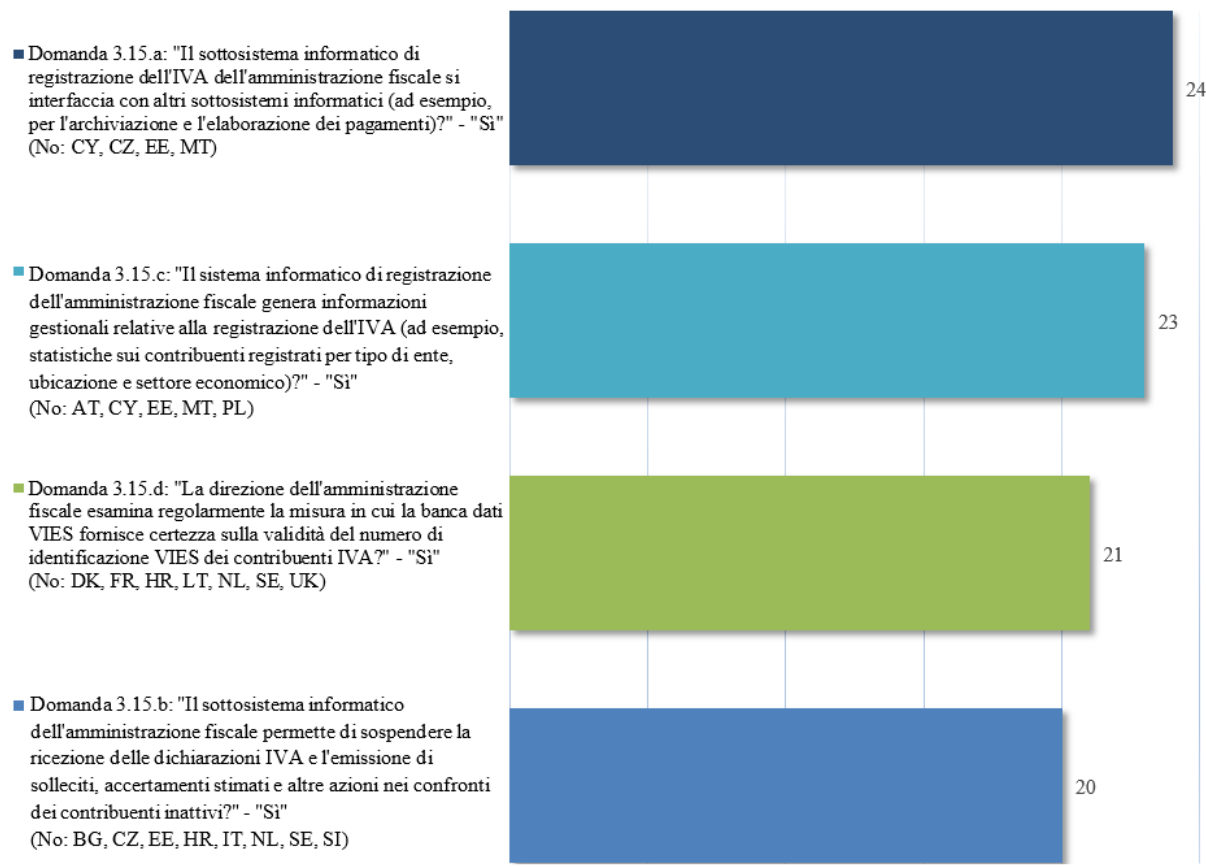 Domanda 3.15.a: "Il sottosistema informatico di
registrazione dell'IVA dell'amministrazione fiscale si
interfaccia con altri sottosistemi informatici (ad esempio,
per l'archiviazione e l'elaborazione dei pagamenti)?" - "Sì"
(No: CY, CZ, EE, MT)
24
Domanda 3.15.c: "Il sistema informatico di registrazione
dell'amministrazione fiscale genera informazioni
gestionali relative alla registrazione dell'IVA (ad esempio,
statistiche sui contribuenti registrati per tipo di ente,
ubicazione e settore economico)?" - "Sì"
(No: AT, CY, EE, MT, PL)
23
Domanda 3.15.d: "La direzione dell'amministrazione
fiscale esamina regolarmente la misura in cui la banca dati
VIES fornisce certezza sulla validità del numero di
identificazione VIES dei contribuenti IVA?" - "Sì"
(No: DK, FR, HR, LT, NL, SE, UK)
21
Domanda 3.15.b: "Il sottosistema informatico
dell'amministrazione fiscale permette di sospendere la
ricezione delle dichiarazioni IVA e l'emissione di
solleciti, accertamenti stimati e altre azioni nei confronti
dei contribuenti inattivi?" - "Sì"
(No: BG, CZ, EE, HR, IT, NL, SE, SI)
20